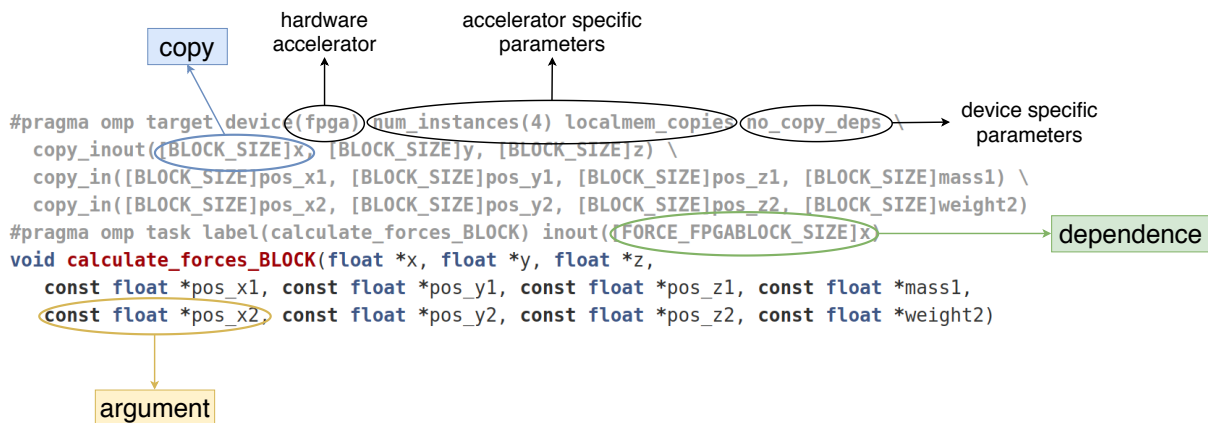 hardware
accelerator
accelerator specific
parameters
copy
device specific
parameters
#pragma omp target device(fpga) num_instances(4) localmem_copies no_copy_deps \
copy_inout([BLOCK_SIZE]x, [BLOCK_SIZE]y, [BLOCK_SIZE]z) \
copy_in([BLOCK_SIZE]pos_x1, [BLOCK_SIZE]pos_y1, [BLOCK_SIZE]pos_z1, [BLOCK_SIZE]mass1) \
copy_in([BLOCK_SIZE]pos_x2, [BLOCK_SIZE]pos_y2, [BLOCK_SIZE]pos_z2, [BLOCK_SIZE]weight2)
#pragma omp task label(calculate_forces_BLOCK) inout([FORCE_FPGABLOCK_SIZE]x)
dependence
void calculate_forces_BLOCK(float *x, float *y, float *z,
const float *pos_x1, const float *pos_y1, const float *pos_z1, const float *mass1,
const float *pos_x2, const float *pos_y2, const float *pos_z2, const float *weight2)
argument